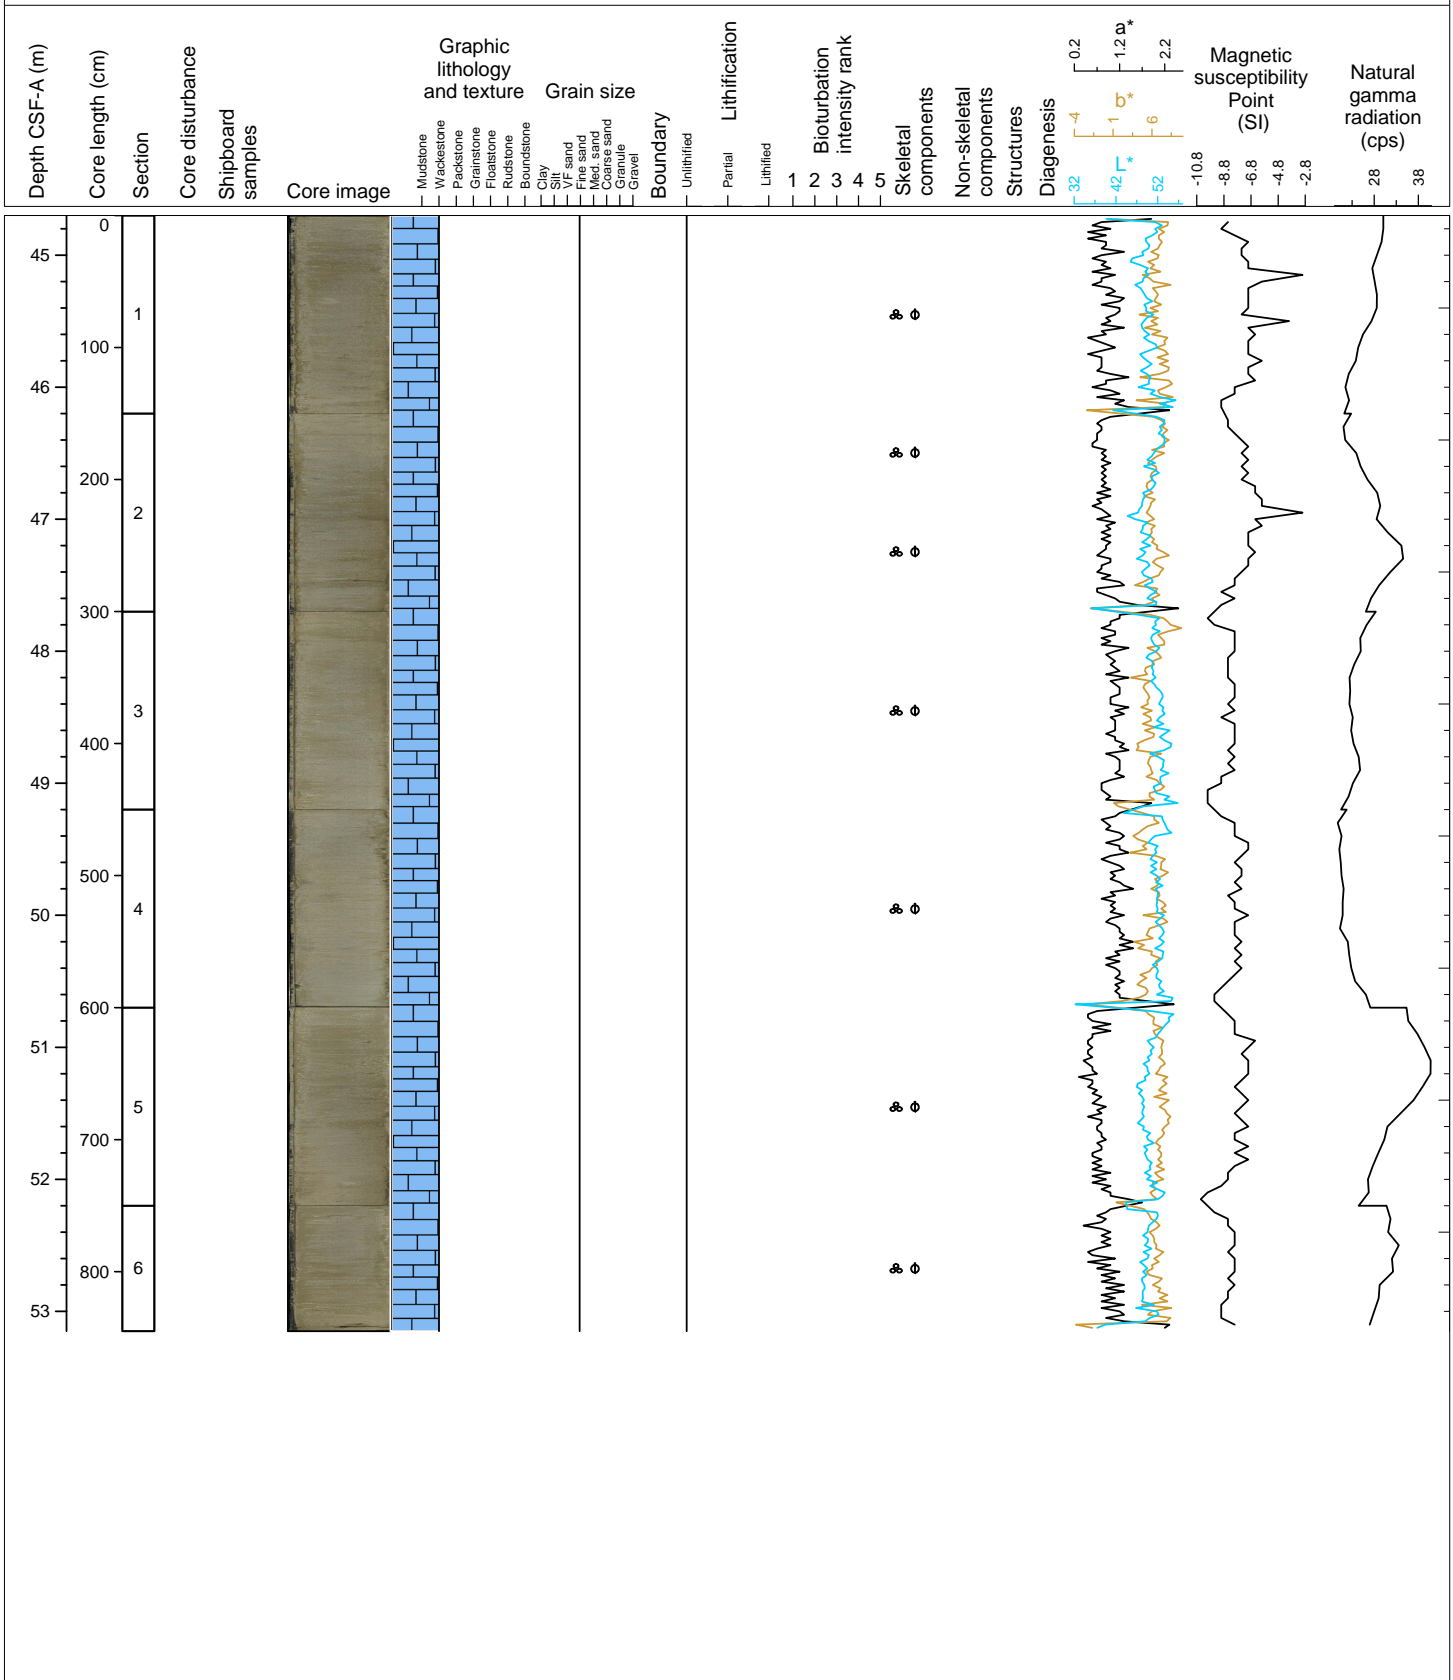 Depth CSF-A (m)
Core length (cm)
Section
Core disturbance
Shipboard
samples
Core image
Graphic
lithology
and texture
Mudstone
Wackestone
Packstone
Grainstone
Floatstone
Rudstone
Boundstone
Grain size
Clay
Silt
VF sand
Fine sand
Med. sand
Coarse sand
Granule
Gravel
Boundary
Lithification
Unlithified
Partial
Lithified
Bioturbation
intensity rank
1 2 3 4 5
Skeletal
components
Non-skeletal
components
Structures
Diagenesis
a*
0.2 1.2 2.2
b*
-4 1 6
L*
32 42 52
Magnetic
susceptibility
Point
(SI)
-10.8 -8.8 -6.8 -4.8 -2.8
Natural
gamma
radiation
(cps)
28 38
0
45
1
100
46
200
2
47
300
48
3
400
49
500
4
50
600
51
5
700
52
6
800
53